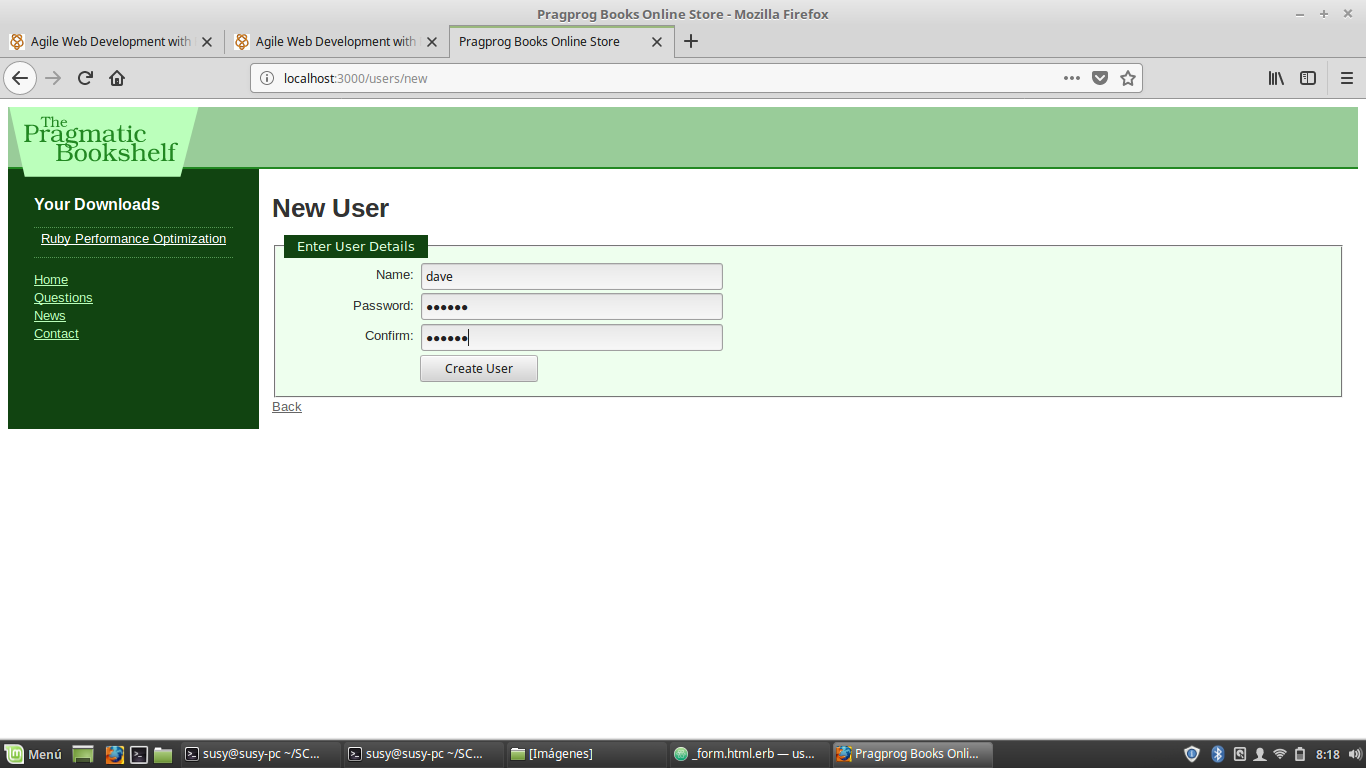 Pragprog Books Online Store - Mozilla Firefox
Agile Web Development with
Agile Web Development with
Pragprog Books Online Store
localhost:3000/users/new
The
Pragmatic
Bookshelf
Your Downloads
Ruby Performance Optimization
Home
Questions
News
Contact
New User
Enter User Details
Name: dave
Password: ●●●●●●
Confirm: ●●●●●●
Create User
Back
Menú
susy@susy-pc ~/SC...
susy@susy-pc ~/SC...
[Imágenes]
_form.html.erb — us...
Pragprog Books Onli...
8:18